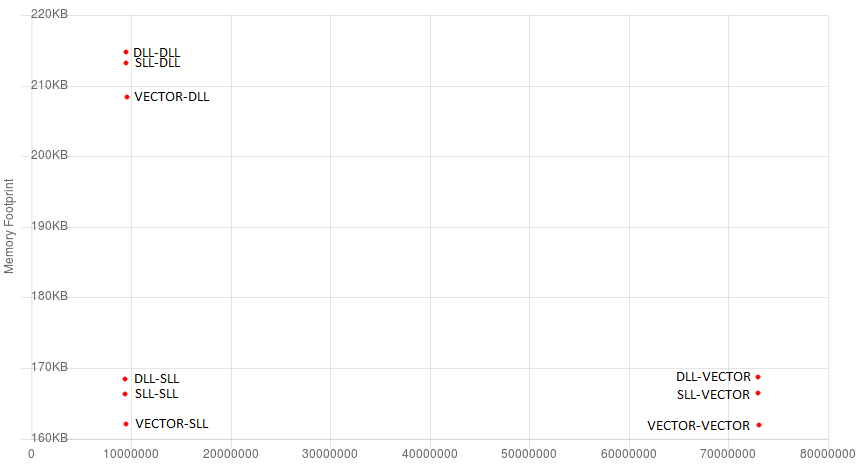 220KB
DLL-DLL
SLL-DLL
210KB
VECTOR-DLL
200KB
Memory Footprint
190KB
180KB
170KB
DLL-SLL
DLL-VECTOR
SLL-SLL
SLL-VECTOR
VECTOR-SLL
VECTOR-VECTOR
160KB
0 10000000 20000000 30000000 40000000 50000000 60000000 70000000 80000000